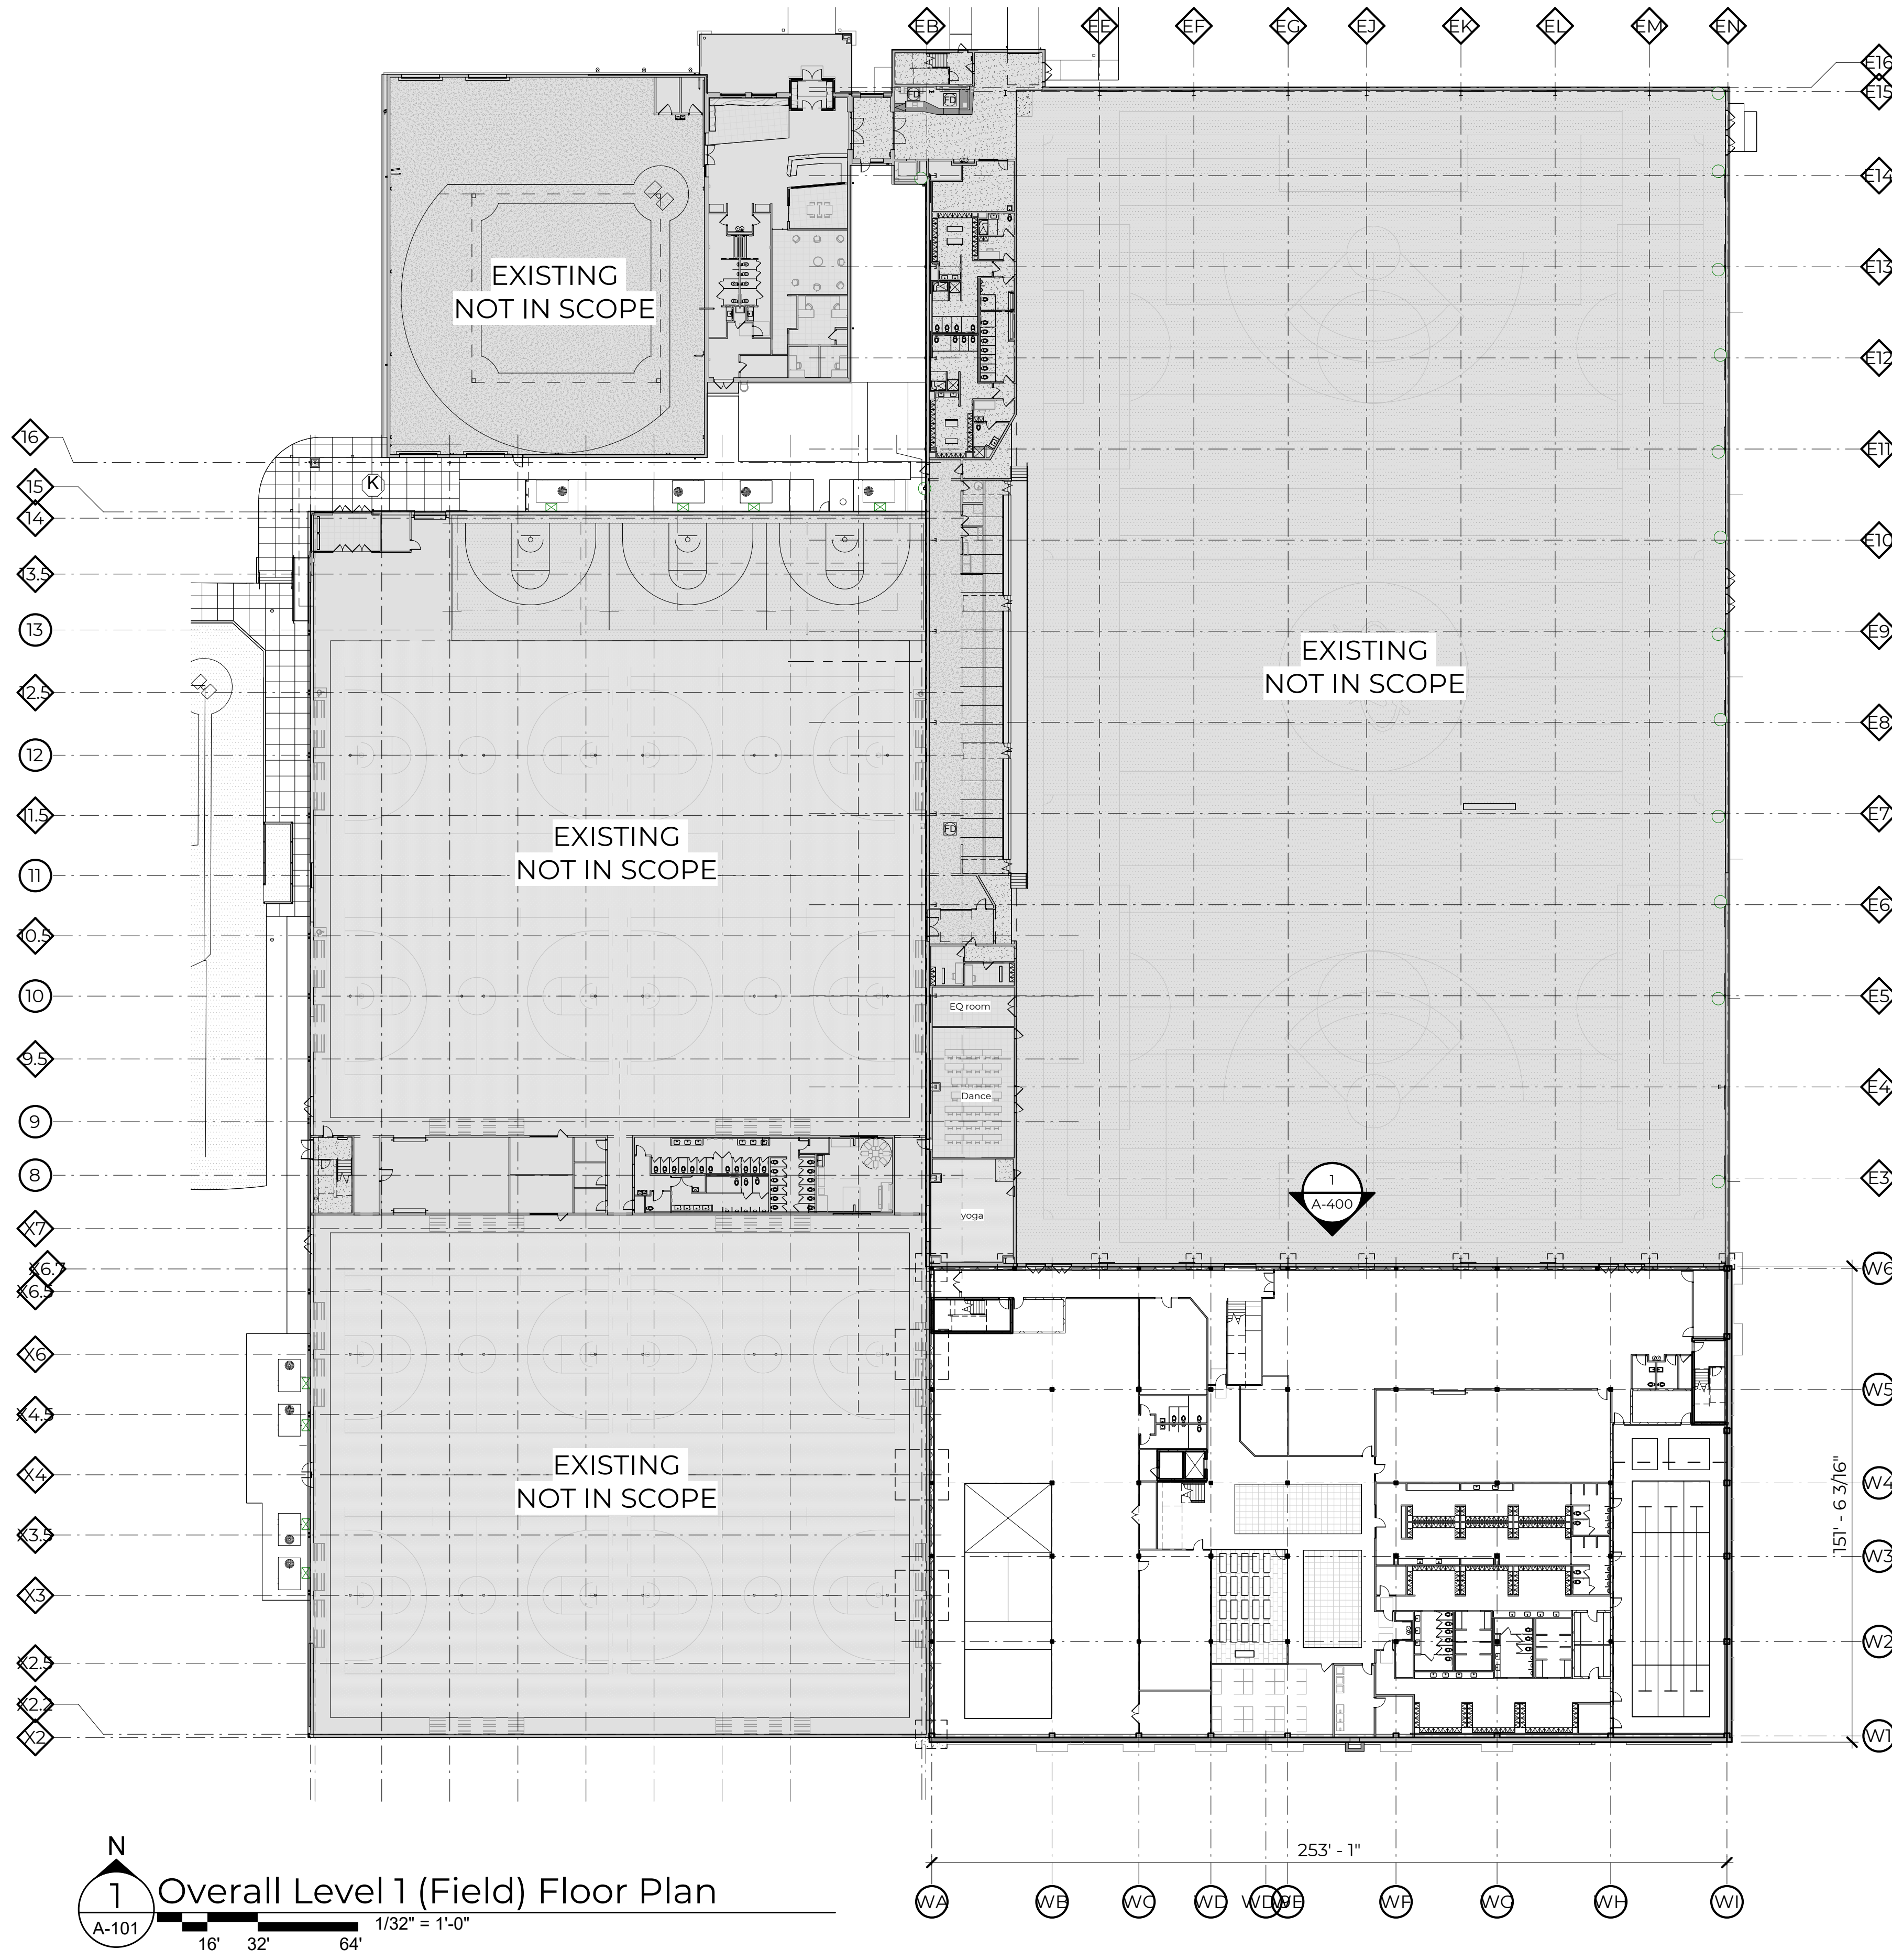 EB
EE
EF
EG
EJ
EK
EL
EM
EN
E16
E15
FD
FD
E14
E13
EXISTING
NOT IN SCOPE
E12
16
E11
15
K
14
E10
13.5
13
E9
EXISTING
NOT IN SCOPE
12.5
E8
12
11.5
E7
EXISTING
NOT IN SCOPE
FD
11
E6
10.5
10
E5
EQ room
9.5
E4
Dance
9
8
E3
1
A-400
yoga
X7
X6.7
W6
X6.5
X6
W5
X4.5
EXISTING
NOT IN SCOPE
X4
W4
151' - 6 3/16"
X3.5
W3
X3
W2
X2.5
X2.2
X2
W1
253' - 1"
N
1
A-101
Overall Level 1 (Field) Floor Plan
1/32" = 1'-0"
16'
32'
64'
WA
WB
WC
WD
WE
WF
WG
WH
WI